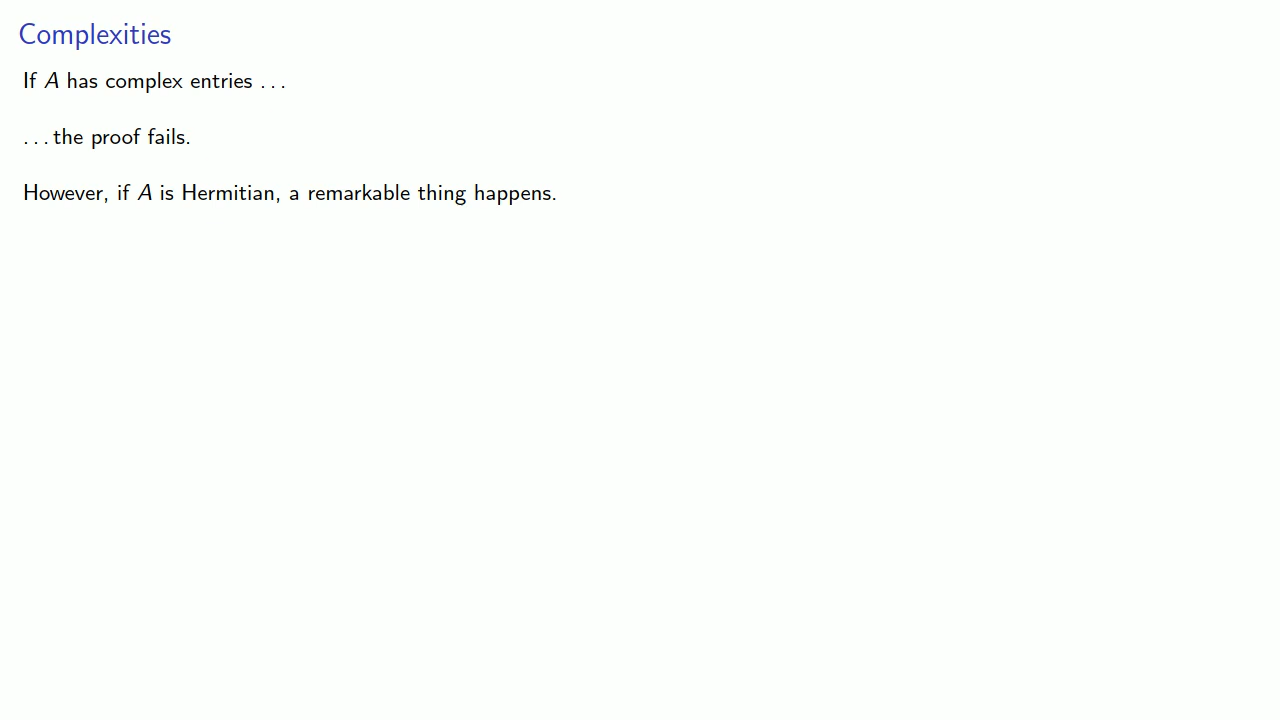 Complexities
If A has complex entries ...
...the proof fails.
However, if A is Hermitian, a remarkable thing happens.